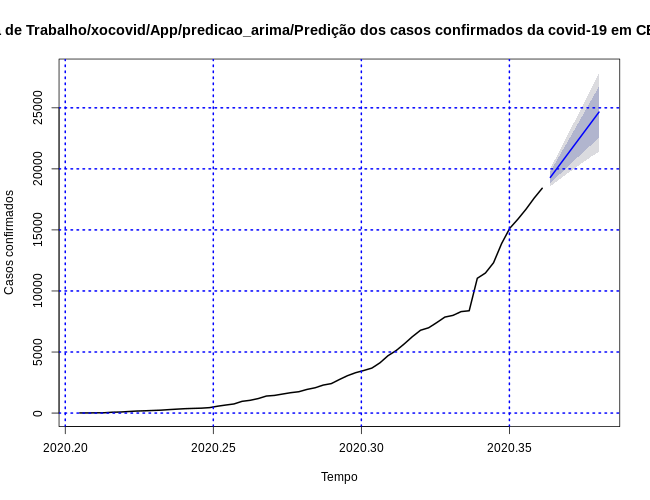 de Trabalho/xocovid/App/predicao_arima/Predição dos casos confirmados da covid-19 em CE
Casos confirmados
25000
20000
15000
10000
5000
0
2020.20 2020.25 2020.30 2020.35
Tempo